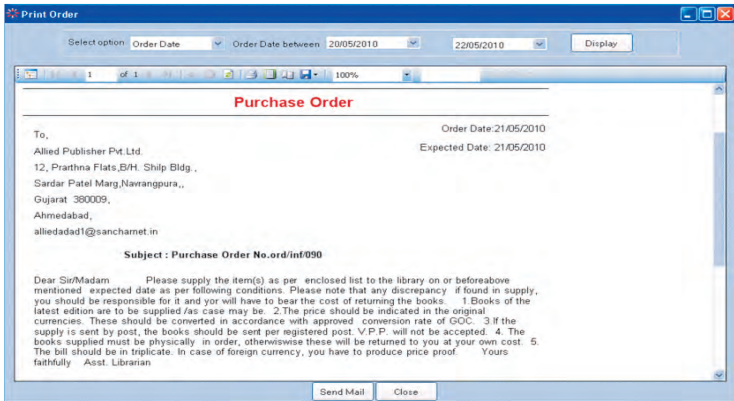 Print Order
Select option Order Date Order Date between 20/05/2010 22/05/2010 Display
1 of 1 100%
Purchase Order
Order Date:21/05/2010
To,
Expected Date: 21/05/2010
Allied Publisher Pvt.Ltd.
12, Prarthna Flats,B/H. Shilp Bldg.,
Sardar Patel Marg,Navrangpura,,
Gujarat 380009,
Ahmedabad,
alliedadad1@sancharnet.in
Subject : Purchase Order No.ord/inf/090
Dear Sir/Madam Please supply the item(s) as per enclosed list to the library on or beforeabove
mentioned expected date as per following conditions. Please note that any discrepancy if found in supply,
you should be responsible for it and yor will have to bear the cost of returning the books. 1.Books of the
latest edition are to be supplied /as case may be. 2.The price should be indicated in the original
currencies. These should be converted in accordance with approved conversion rate of GOC. 3.If the
supply is sent by post, the books should be sent per registered post. V.P.P. will not be accepted. 4. The
books supplied must be physically in order, otherwiswise these will be returned to you at your own cost. 5.
The bill should be in triplicate. In case of foreign currency, you have to produce price proof. Yours
faithfully Asst. Librarian
Send Mail Close